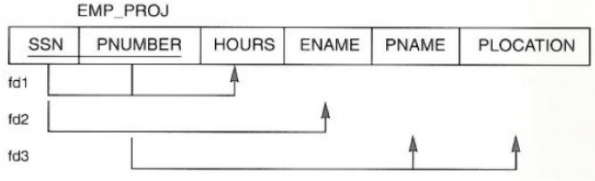 EMP_PROJ
SSN PNUMBER HOURS ENAME PNAME PLOCATION
fd1
fd2
fd3